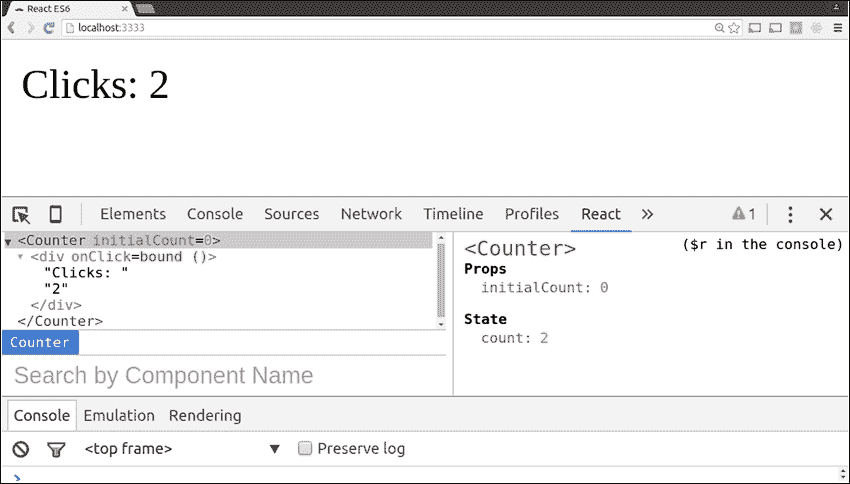 React ES6
localhost:3333
Clicks: 2
Elements Console Sources Network Timeline Profiles React » 1
<Counter initialCount=0>
<div onClick=bound ()>
"Clicks: "
"2"
</div>
</Counter>
Counter
Search by Component Name
<Counter> ($r in the console)
Props
initialCount: 0
State
count: 2
Console Emulation Rendering
<top frame> Preserve log